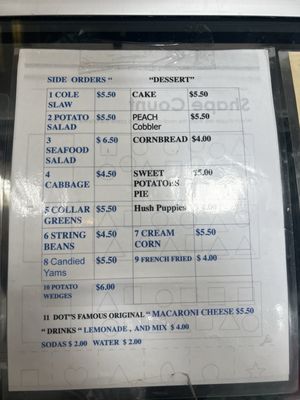 SIDE ORDERS “ “DESSERT”
1 COLE $5.50 CAKE $5.50
SLAW
2 POTATO $5.50 PEACH $5.50
SALAD Cobbler
3 $ 6.50 CORNBREAD $4.00
SEAFOOD
SALAD
4 $4.50 SWEET $5.00
CABBAGE POTATOES
PIE
5 COLLAR $5.50 Hush Puppies
GREENS
6 STRING $4.50 7 CREAM $5.50
BEANS CORN
8 Candied $5.50 9 FRENCH FRIED $ 4.00
Yams
10 POTATO $6.00
WEDGES
11 DOT"S FAMOUS ORIGINAL “ MACARONI CHEESE $5.50
“ DRINKS “ LEMONADE , AND MIX $ 4.00
SODAS $ 2.00 WATER $ 2.00